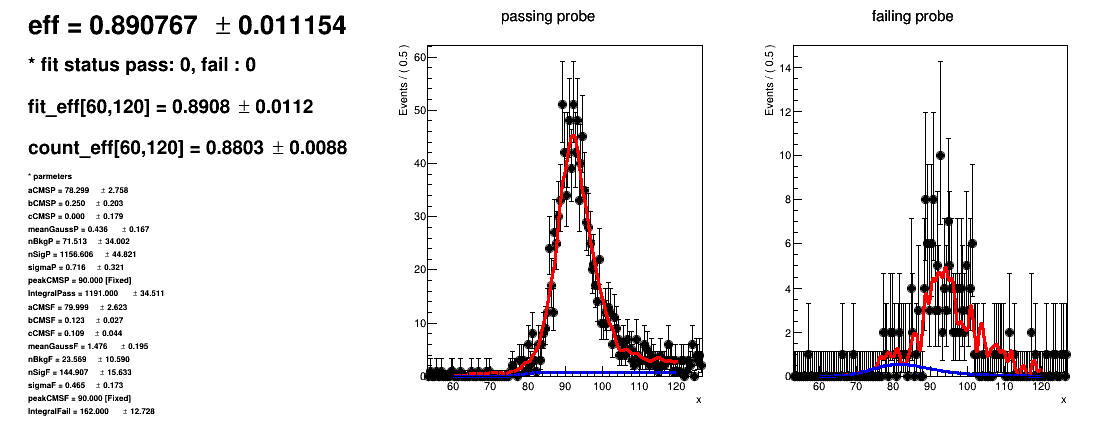 eff = 0.890767 ± 0.011154
* fit status pass: 0, fail : 0
fit_eff[60,120] = 0.8908 ± 0.0112
count_eff[60,120] = 0.8803 ± 0.0088
* parmeters
aCMSP = 78.299 ± 2.758
bCMSP = 0.250 ± 0.203
cCMSP = 0.000 ± 0.179
meanGaussP = 0.436 ± 0.167
nBkgP = 71.513 ± 34.002
nSigP = 1156.606 ± 44.821
sigmaP = 0.716 ± 0.321
peakCMSP = 90.000 [Fixed]
IntegralPass = 1191.000 ± 34.511
aCMSF = 79.999 ± 2.623
bCMSF = 0.123 ± 0.027
cCMSF = 0.109 ± 0.044
meanGaussF = 1.476 ± 0.195
nBkgF = 23.569 ± 10.590
nSigF = 144.907 ± 15.633
sigmaF = 0.465 ± 0.173
peakCMSF = 90.000 [Fixed]
IntegralFail = 162.000 ± 12.728
passing probe
Events / ( 0.5 )
60
50
40
30
20
10
0
60 70 80 90 100 110 120
x
failing probe
Events / ( 0.5 )
14
12
10
8
6
4
2
0
60 70 80 90 100 110 120
x